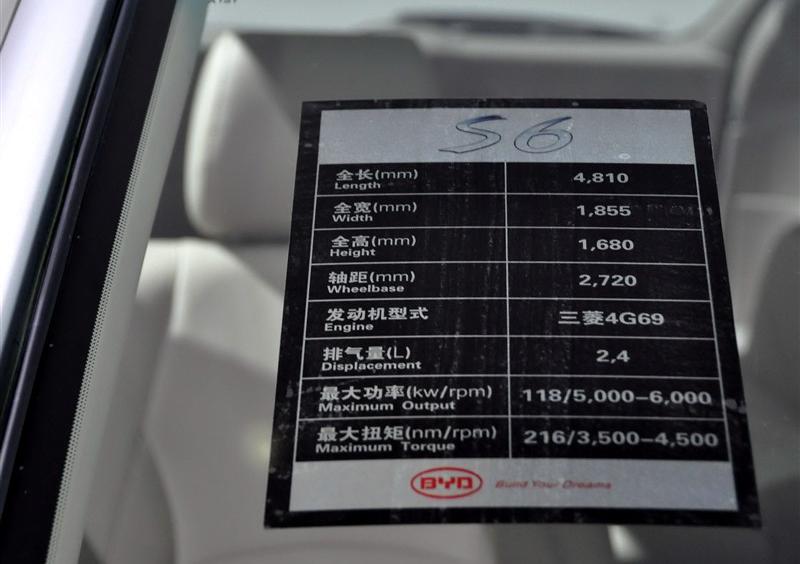 S6
全长(mm) 4,810
Length
全宽(mm) 1,855
Width
全高(mm) 1,680
Height
轴距(mm) 2,720
Wheelbase
发动机型式 三菱4G69
Engine
排气量(L) 2,4
Displacement
最大功率(kw/rpm) 118/5,000-6,000
Maximum Output
最大扭矩(nm/rpm) 216/3,500-4,500
Maximum Torque
BYD Build Your Dreams